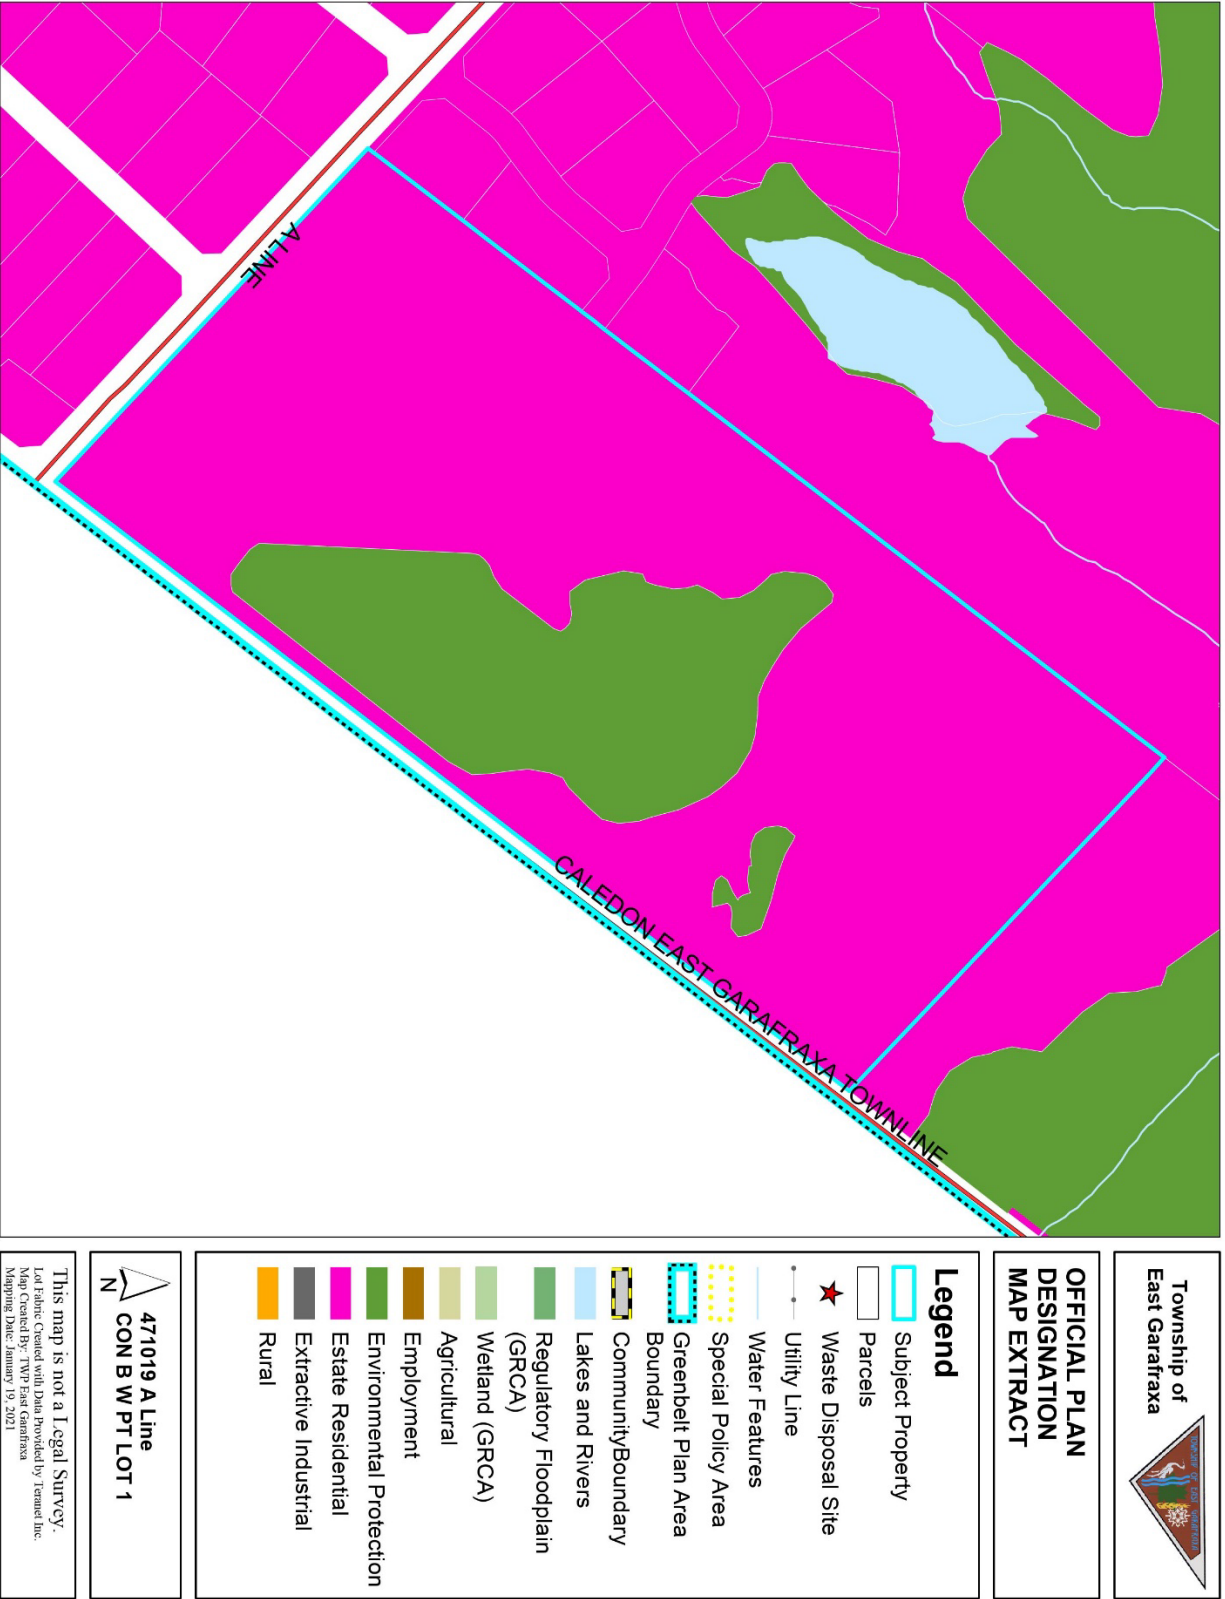 Township of
East Garafraxa
TOWNSHIP OF EAST GARAFRAXA
OFFICIAL PLAN
DESIGNATION
MAP EXTRACT
Legend
Subject Property
Parcels
Waste Disposal Site
Utility Line
Water Features
Special Policy Area
Greenbelt Plan Area
Boundary
CommunityBoundary
Lakes and Rivers
Regulatory Floodplain
(GRCA)
Wetland (GRCA)
Agricultural
Employment
Environmental Protection
Estate Residential
Extractive Industrial
Rural
N
471019 A Line
CON B W PT LOT 1
This map is not a Legal Survey.
Lot Fabric Created with Data Provided by Teranet Inc.
Map Created By: TWP East Garafraxa
Mapping Date: January 19, 2021
A LINE
CALEDON EAST GARAFRAXA TOWNLINE